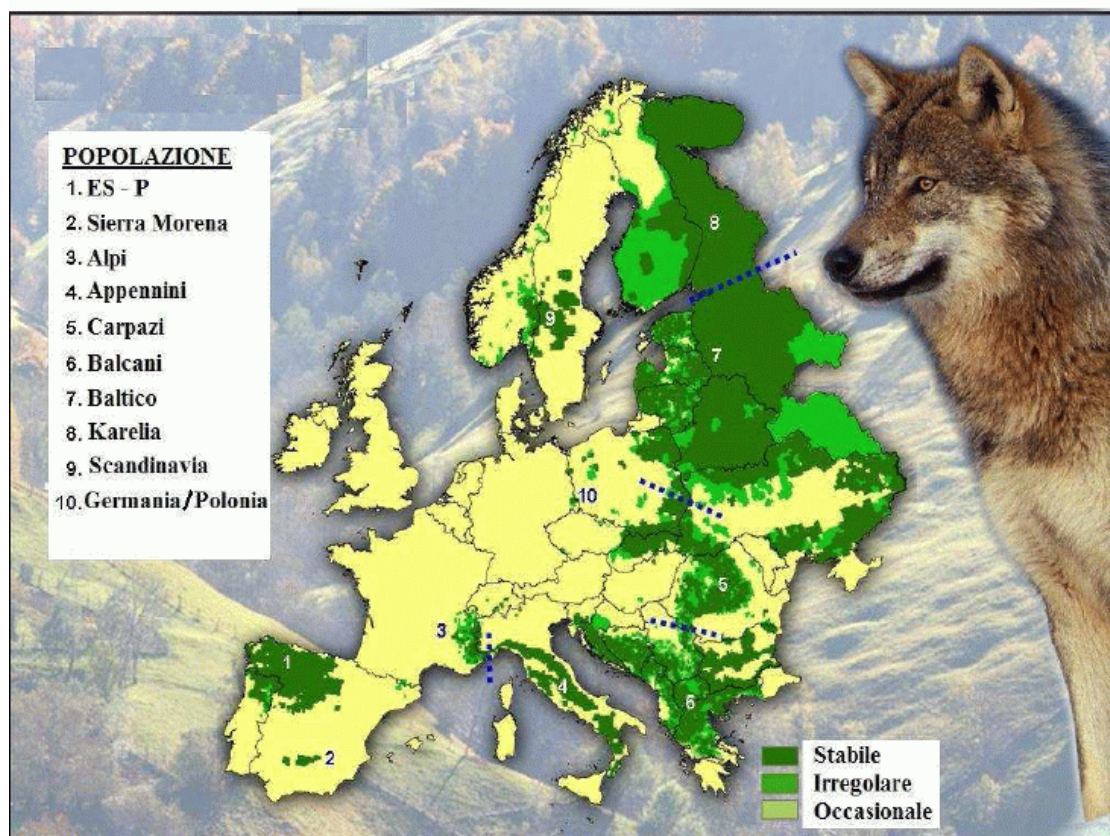 POPOLAZIONE
1. ES - P
2. Sierra Morena
3. Alpi
4. Appennini
5. Carpazi
6. Balcani
7. Baltico
8. Karelia
9. Scandinavia
10. Germania/Polonia
8
9
7
10
5
3
1
4
6
2
Stabile
Irregolare
Occasionale